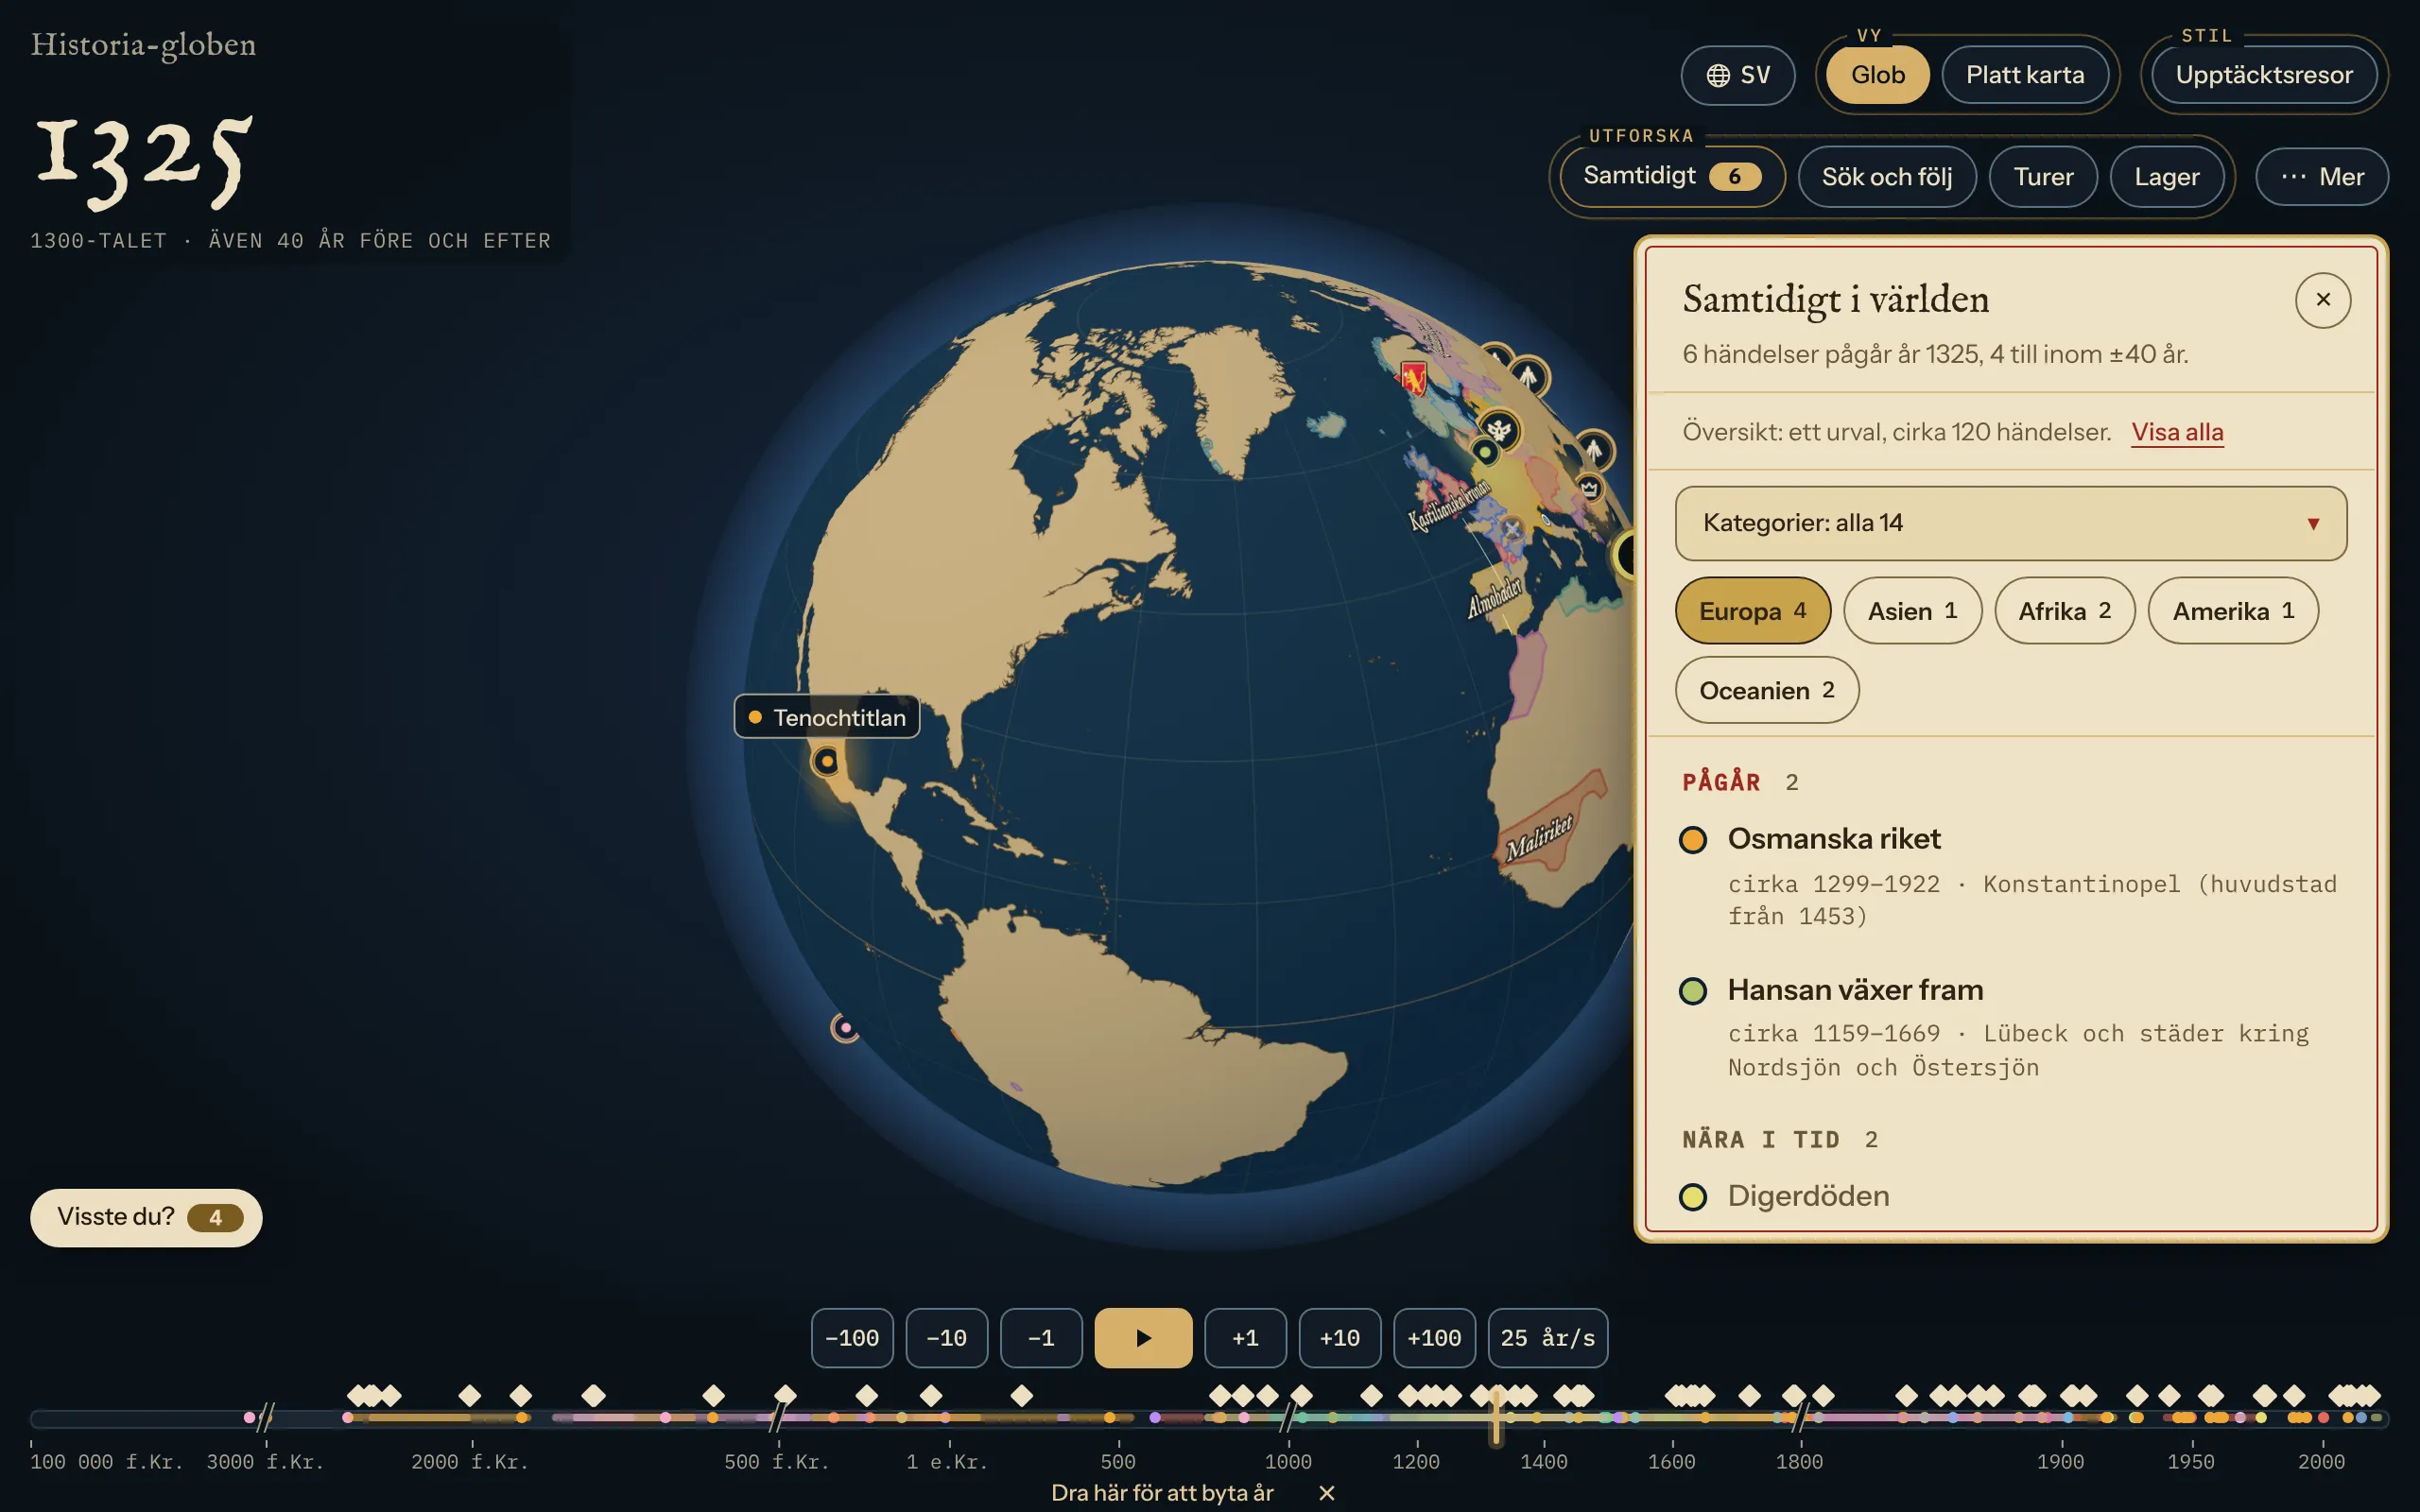 Historia-globen
1325
1300-TALET · ÄVEN 40 ÅR FÖRE OCH EFTER
SV
VY
Glob
Platt karta
STIL
Upptäcktsresor
UTFORSKA
Samtidigt 6
Sök och följ
Turer
Lager
··· Mer
Samtidigt i världen
×
6 händelser pågår år 1325, 4 till inom ±40 år.
Översikt: ett urval, cirka 120 händelser. Visa alla
Kategorier: alla 14
Europa 4
Asien 1
Afrika 2
Amerika 1
Oceanien 2
PÅGÅR 2
Osmanska riket
cirka 1299–1922 · Konstantinopel (huvudstad
från 1453)
Hansan växer fram
cirka 1159–1669 · Lübeck och städer kring
Nordsjön och Östersjön
NÄRA I TID 2
Digerdöden
Kastilianska kronan
Almohader
Tenochtitlan
Maliriket
Visste du? 4
−100
−10
−1
+1
+10
+100
25 år/s
100 000 f.Kr.
3000 f.Kr.
2000 f.Kr.
500 f.Kr.
1 e.Kr.
500
1000
1200
1400
1600
1800
1900
1950
2000
Dra här för att byta år ×